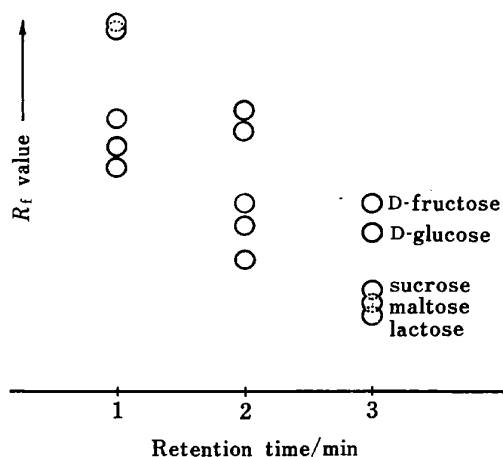 Rf value
D-fructose
D-glucose
sucrose
maltose
lactose
1 2 3
Retention time/min